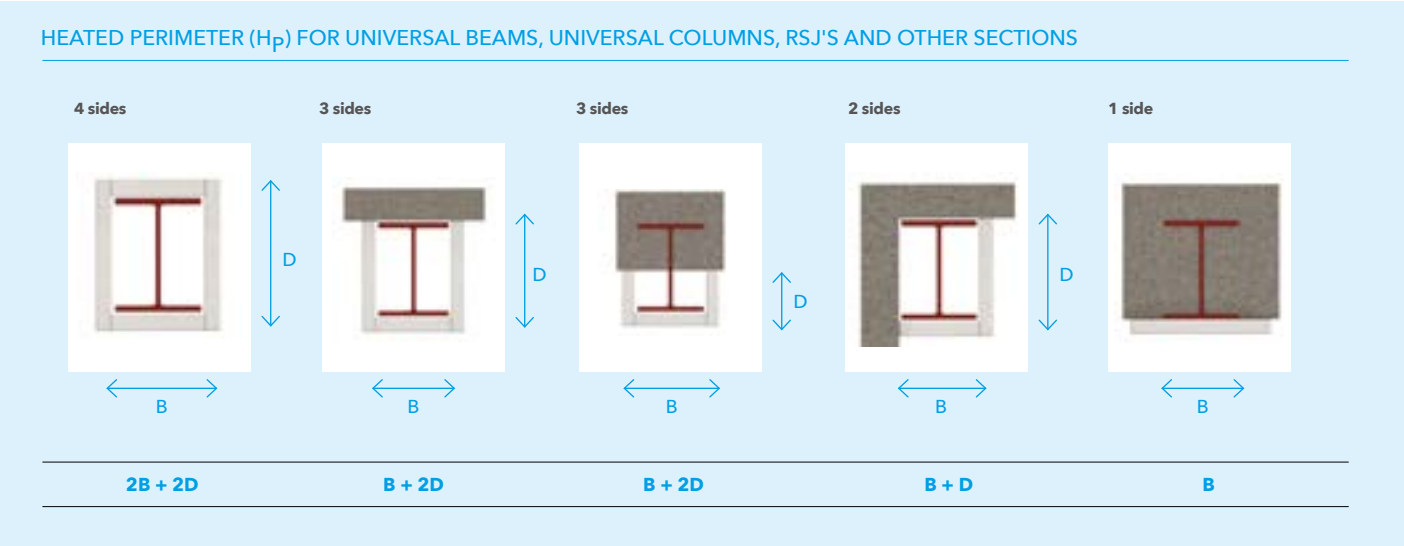 HEATED PERIMETER (HP) FOR UNIVERSAL BEAMS, UNIVERSAL COLUMNS, RSJ'S AND OTHER SECTIONS
4 sides 3 sides 3 sides 2 sides 1 side
D D D D
B B B B B
2B + 2D B + 2D B + 2D B + D B